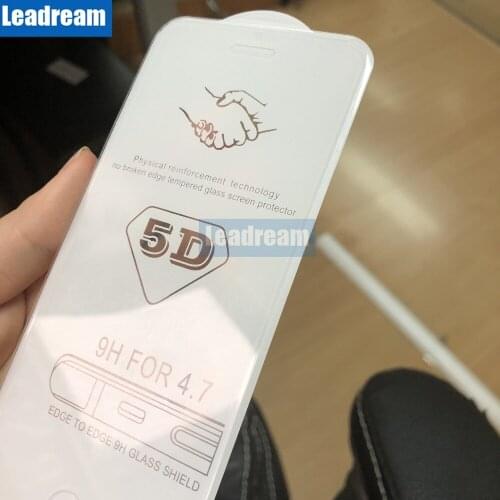 Leadream
Physical reinforcement technology
no broken edge tempered glass screen protector
5D
Leadream
9H FOR 4.7
EDGE TO EDGE 9H GLASS SHIELD